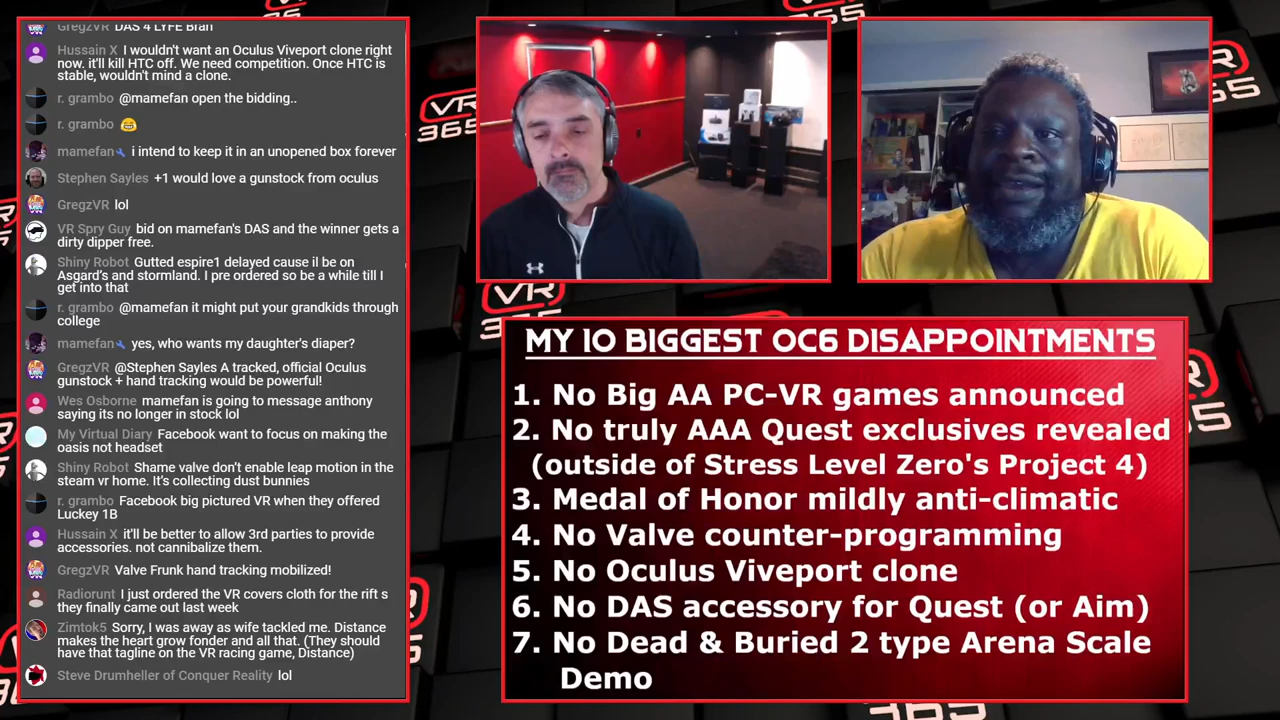 GregzVR DAS 4 LYFE Bran
Hussain X I wouldn't want an Oculus Viveport clone right
now. it'll kill HTC off. We need competition. Once HTC is
stable, wouldn't mind a clone.
r. grambo @mamefan open the bidding..
r. grambo 😂
mamefan i intend to keep it in an unopened box forever
Stephen Sayles +1 would love a gunstock from oculus
GregzVR lol
VR Spry Guy bid on mamefan's DAS and the winner gets a
dirty dipper free.
Shiny Robot Gutted espire1 delayed cause il be on
Asgard's and stormland. I pre ordered so be a while till I
get into that
r. grambo @mamefan it might put your grandkids through
college
mamefan yes, who wants my daughter's diaper?
GregzVR @Stephen Sayles A tracked, official Oculus
gunstock + hand tracking would be powerful!
Wes Osborne mamefan is going to message anthony
saying its no longer in stock lol
My Virtual Diary Facebook want to focus on making the
oasis not headset
Shiny Robot Shame valve don't enable leap motion in the
steam vr home. It's collecting dust bunnies
r. grambo Facebook big pictured VR when they offered
Luckey 1B
Hussain X it'll be better to allow 3rd parties to provide
accessories. not cannibalize them.
GregzVR Valve Frunk hand tracking mobilized!
Radiorunt I just ordered the VR covers cloth for the rift s
they finally came out last week
Zimtok5 Sorry, I was away as wife tackled me. Distance
makes the heart grow fonder and all that. (They should
have that tagline on the VR racing game, Distance)
Steve Drumheller of Conquer Reality lol
VR
365
VR
365
MY 10 BIGGEST OC6 DISAPPOINTMENTS
1. No Big AA PC-VR games announced
2. No truly AAA Quest exclusives revealed
(outside of Stress Level Zero's Project 4)
3. Medal of Honor mildly anti-climatic
4. No Valve counter-programming
5. No Oculus Viveport clone
6. No DAS accessory for Quest (or Aim)
7. No Dead & Buried 2 type Arena Scale
Demo
365